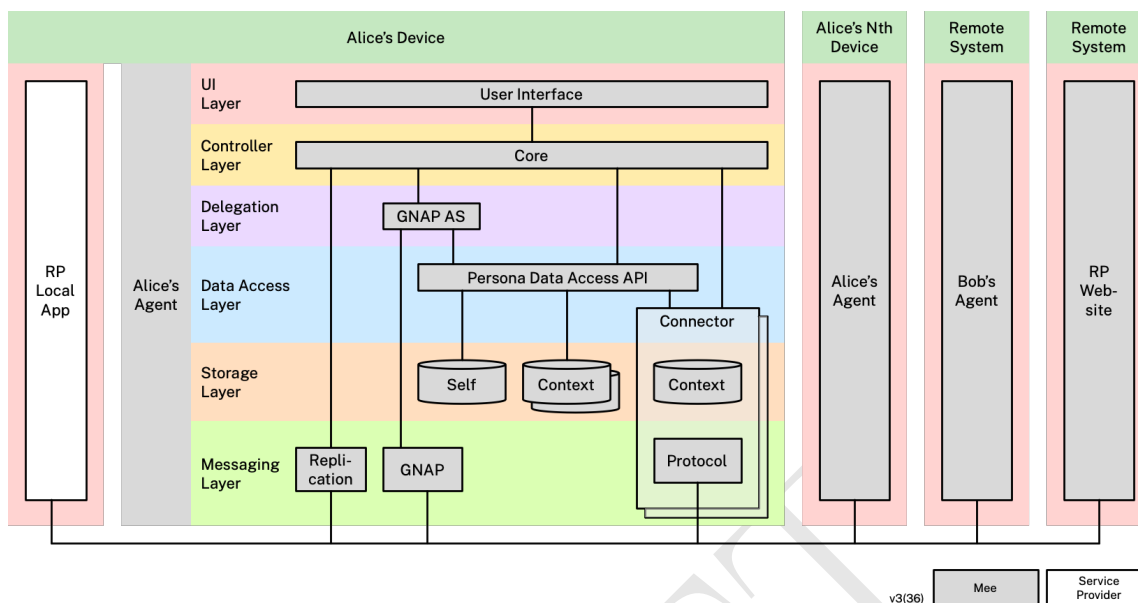 Alice's Device
Alice's Nth
Device
Remote
System
Remote
System
UI
Layer
User Interface
Controller
Layer
Core
Delegation
Layer
GNAP AS
RP
Local
App
Alice's
Agent
Data Access
Layer
Persona Data Access API
Connector
Alice's
Agent
Bob's
Agent
RP
Web-
site
Storage
Layer
Self
Context
Context
Messaging
Layer
Repli-
cation
GNAP
Protocol
v3(36)
Mee
Service
Provider